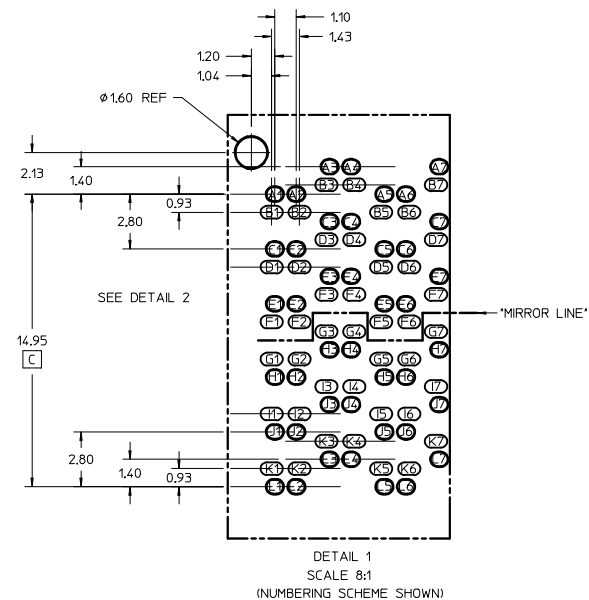 1.10
1.43
1.20
1.04
Ø1.60 REF
2.13
1.40
0.93
2.80
A3 A4 A7
B3 B4 B7
A1 A2 A5 A6
B1 B2 B5 B6
C3 C4 C7
D3 D4 D7
C1 C2 C5 C6
D1 D2 D5 D6
E3 E4 E7
SEE DETAIL 2
F3 F4 F7
E1 E2 E5 E6
"MIRROR LINE"
F1 F2 F5 F6
G3 G4 G7
14.95
C
H3 H4 H7
G1 G2 G5 G6
H1 H2 H5 H6
I3 I4 I7
J3 J4 J7
I1 I2 I5 I6
J1 J2 J5 J6
K3 K4 K7
2.80
1.40
0.93
L3 L4 L7
K1 K2 K5 K6
L1 L2 L5 L6
DETAIL 1
SCALE 8:1
(NUMBERING SCHEME SHOWN)